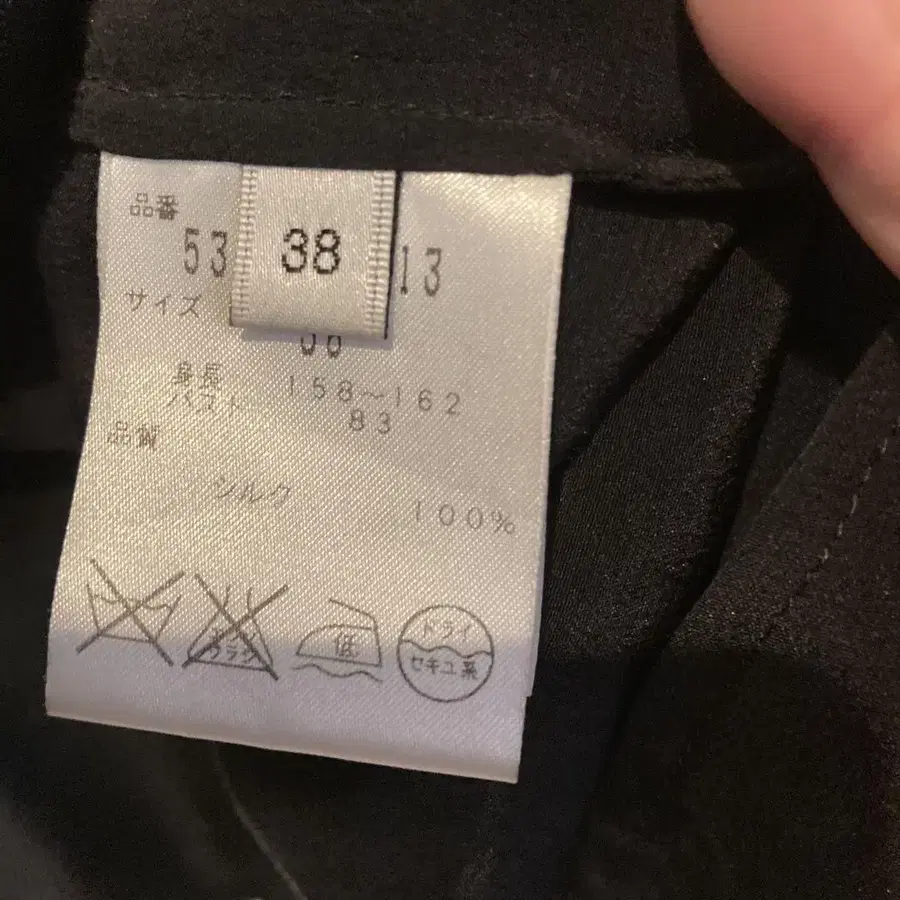 品番
53 38 13
サイズ
身長 158~162
バスト 83
品質
シルク
100%
低
ドライ
セキユ系